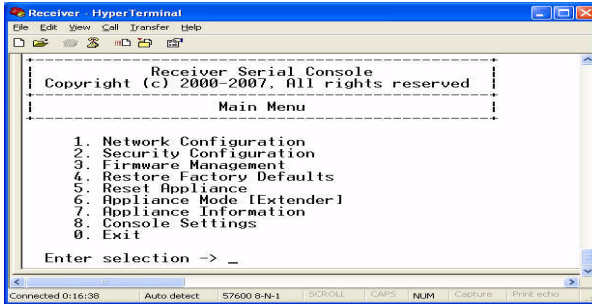 Receiver - HyperTerminal
File Edit View Call Transfer Help
Receiver Serial Console
Copyright (c) 2000-2007, All rights reserved
Main Menu
1. Network Configuration
2. Security Configuration
3. Firmware Management
4. Restore Factory Defaults
5. Reset Appliance
6. Appliance Mode [Extender]
7. Appliance Information
8. Console Settings
0. Exit
Enter selection -> _
Connected 0:16:38 Auto detect 57600 8-N-1 SCROLL CAPS NUM Capture Print echo